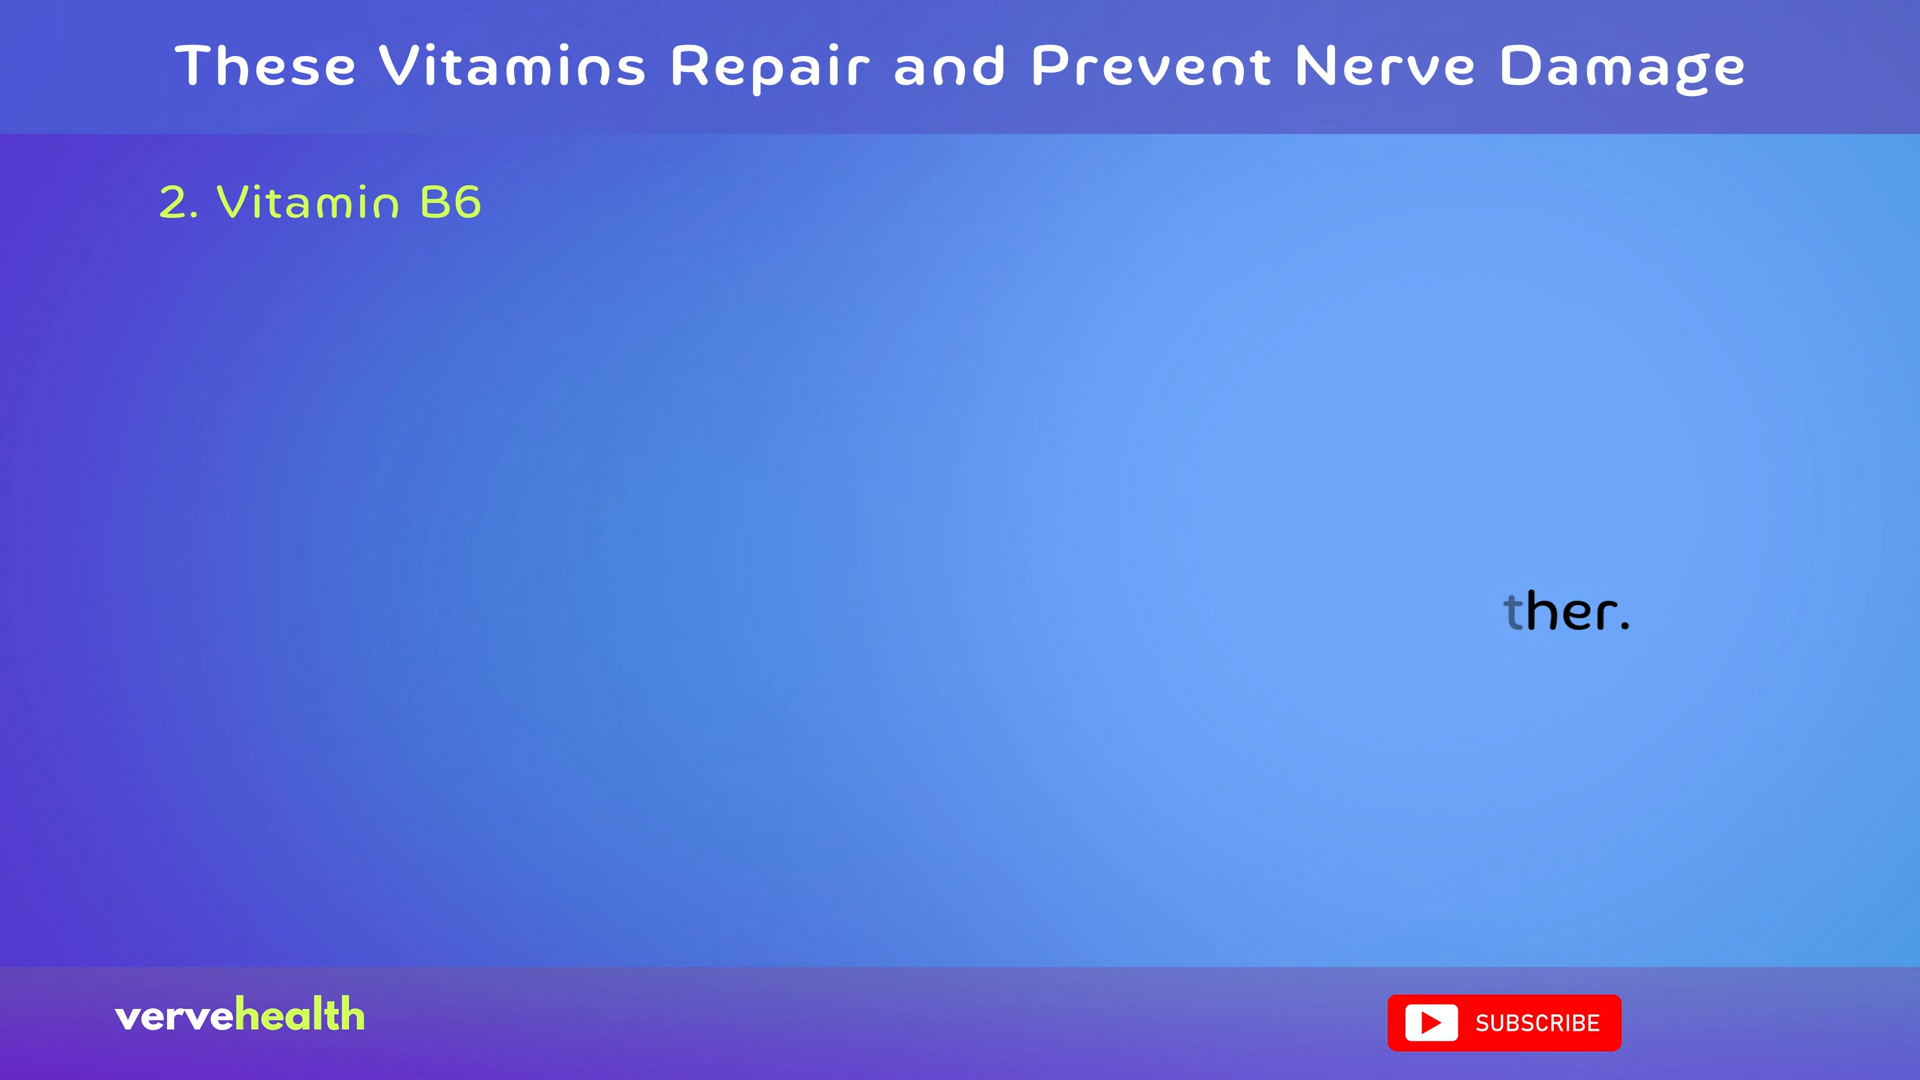 These Vitamins Repair and Prevent Nerve Damage
2. Vitamin B6
ther.
vervehealth
SUBSCRIBE